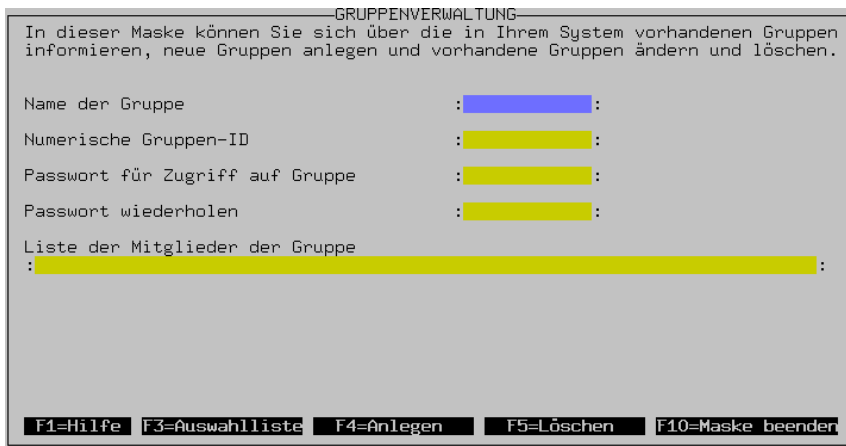 GRUPPENVERWALTUNG
In dieser Maske können Sie sich über die in Ihrem System vorhandenen Gruppen
informieren, neue Gruppen anlegen und vorhandene Gruppen ändern und löschen.
Name der Gruppe : :
Numerische Gruppen-ID : :
Passwort für Zugriff auf Gruppe : :
Passwort wiederholen : :
Liste der Mitglieder der Gruppe
: :
F1=Hilfe F3=Auswahlliste F4=Anlegen F5=Löschen F10=Maske beenden